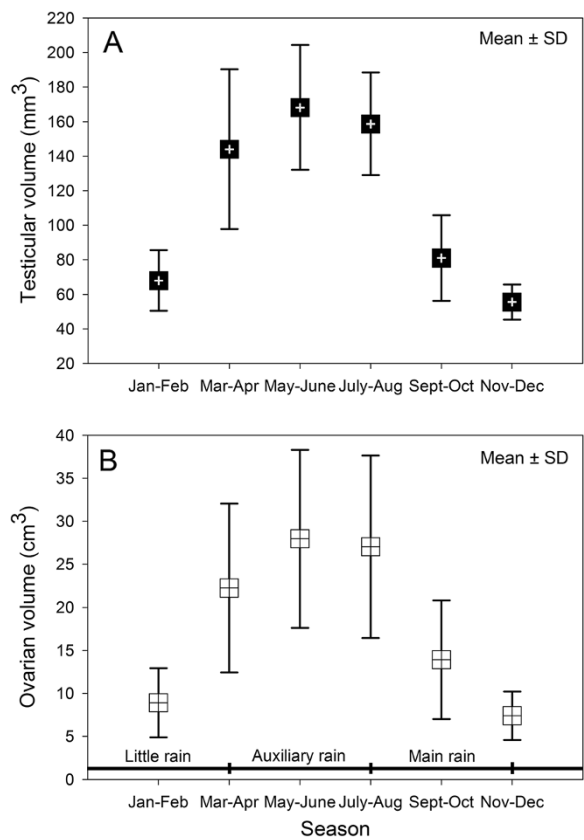 A
Mean ± SD
Testicular volume (mm³)
220
200
180
160
140
120
100
80
60
40
20
Jan-Feb Mar-Apr May-June July-Aug Sept-Oct Nov-Dec
B
Mean ± SD
Ovarian volume (cm³)
40
35
30
25
20
15
10
5
0
Little rain Auxiliary rain Main rain
Jan-Feb Mar-Apr May-June July-Aug Sept-Oct Nov-Dec
Season